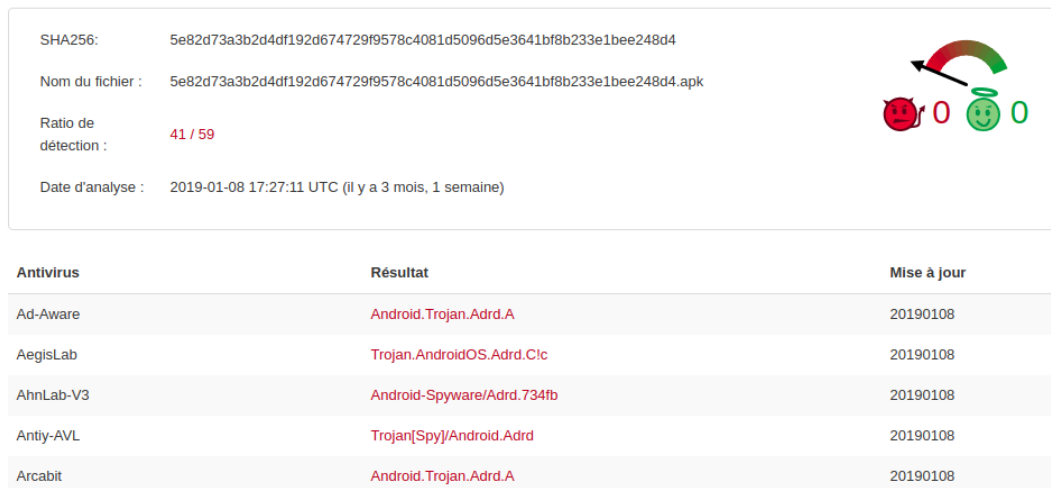 SHA256: 5e82d73a3b2d4df192d674729f9578c4081d5096d5e3641bf8b233e1bee248d4
Nom du fichier : 5e82d73a3b2d4df192d674729f9578c4081d5096d5e3641bf8b233e1bee248d4.apk
Ratio de
détection :
41 / 59
Date d'analyse : 2019-01-08 17:27:11 UTC (il y a 3 mois, 1 semaine)
0 0
Antivirus Résultat Mise à jour
Ad-Aware Android.Trojan.Adrd.A 20190108
AegisLab Trojan.AndroidOS.Adrd.C!c 20190108
AhnLab-V3 Android-Spyware/Adrd.734fb 20190108
Antiy-AVL Trojan[Spy]/Android.Adrd 20190108
Arcabit Android.Trojan.Adrd.A 20190108